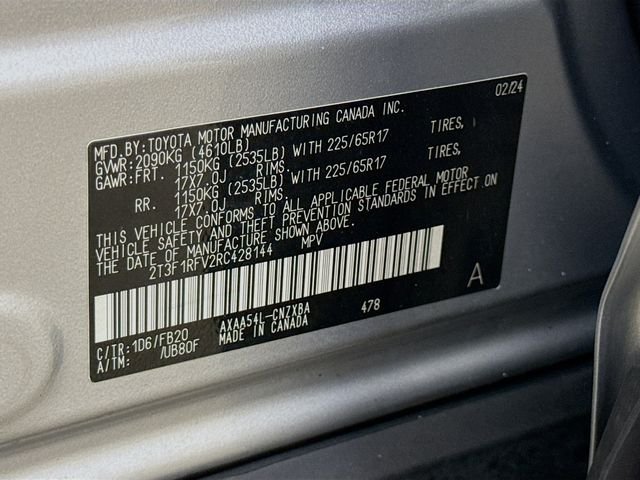 02/24
MFD. BY: TOYOTA MOTOR MANUFACTURING CANADA INC.
GVWR: 2090KG (4610LB)
GAWR: FRT. 1150KG (2535LB) WITH 225/65R17 TIRES,
17X7.0J RIMS.
RR. 1150KG (2535LB) WITH 225/65R17 TIRES,
17X7.0J RIMS.
THIS VEHICLE CONFORMS TO ALL APPLICABLE FEDERAL MOTOR
VEHICLE SAFETY AND THEFT PREVENTION STANDARDS IN EFFECT ON
THE DATE OF MANUFACTURE SHOWN ABOVE.
2T3F1RFV2RC428144 MPV
A
C/TR: 1D6/FB20 AXAA54L-CNZXBA 478
A/TM: /UB80F MADE IN CANADA